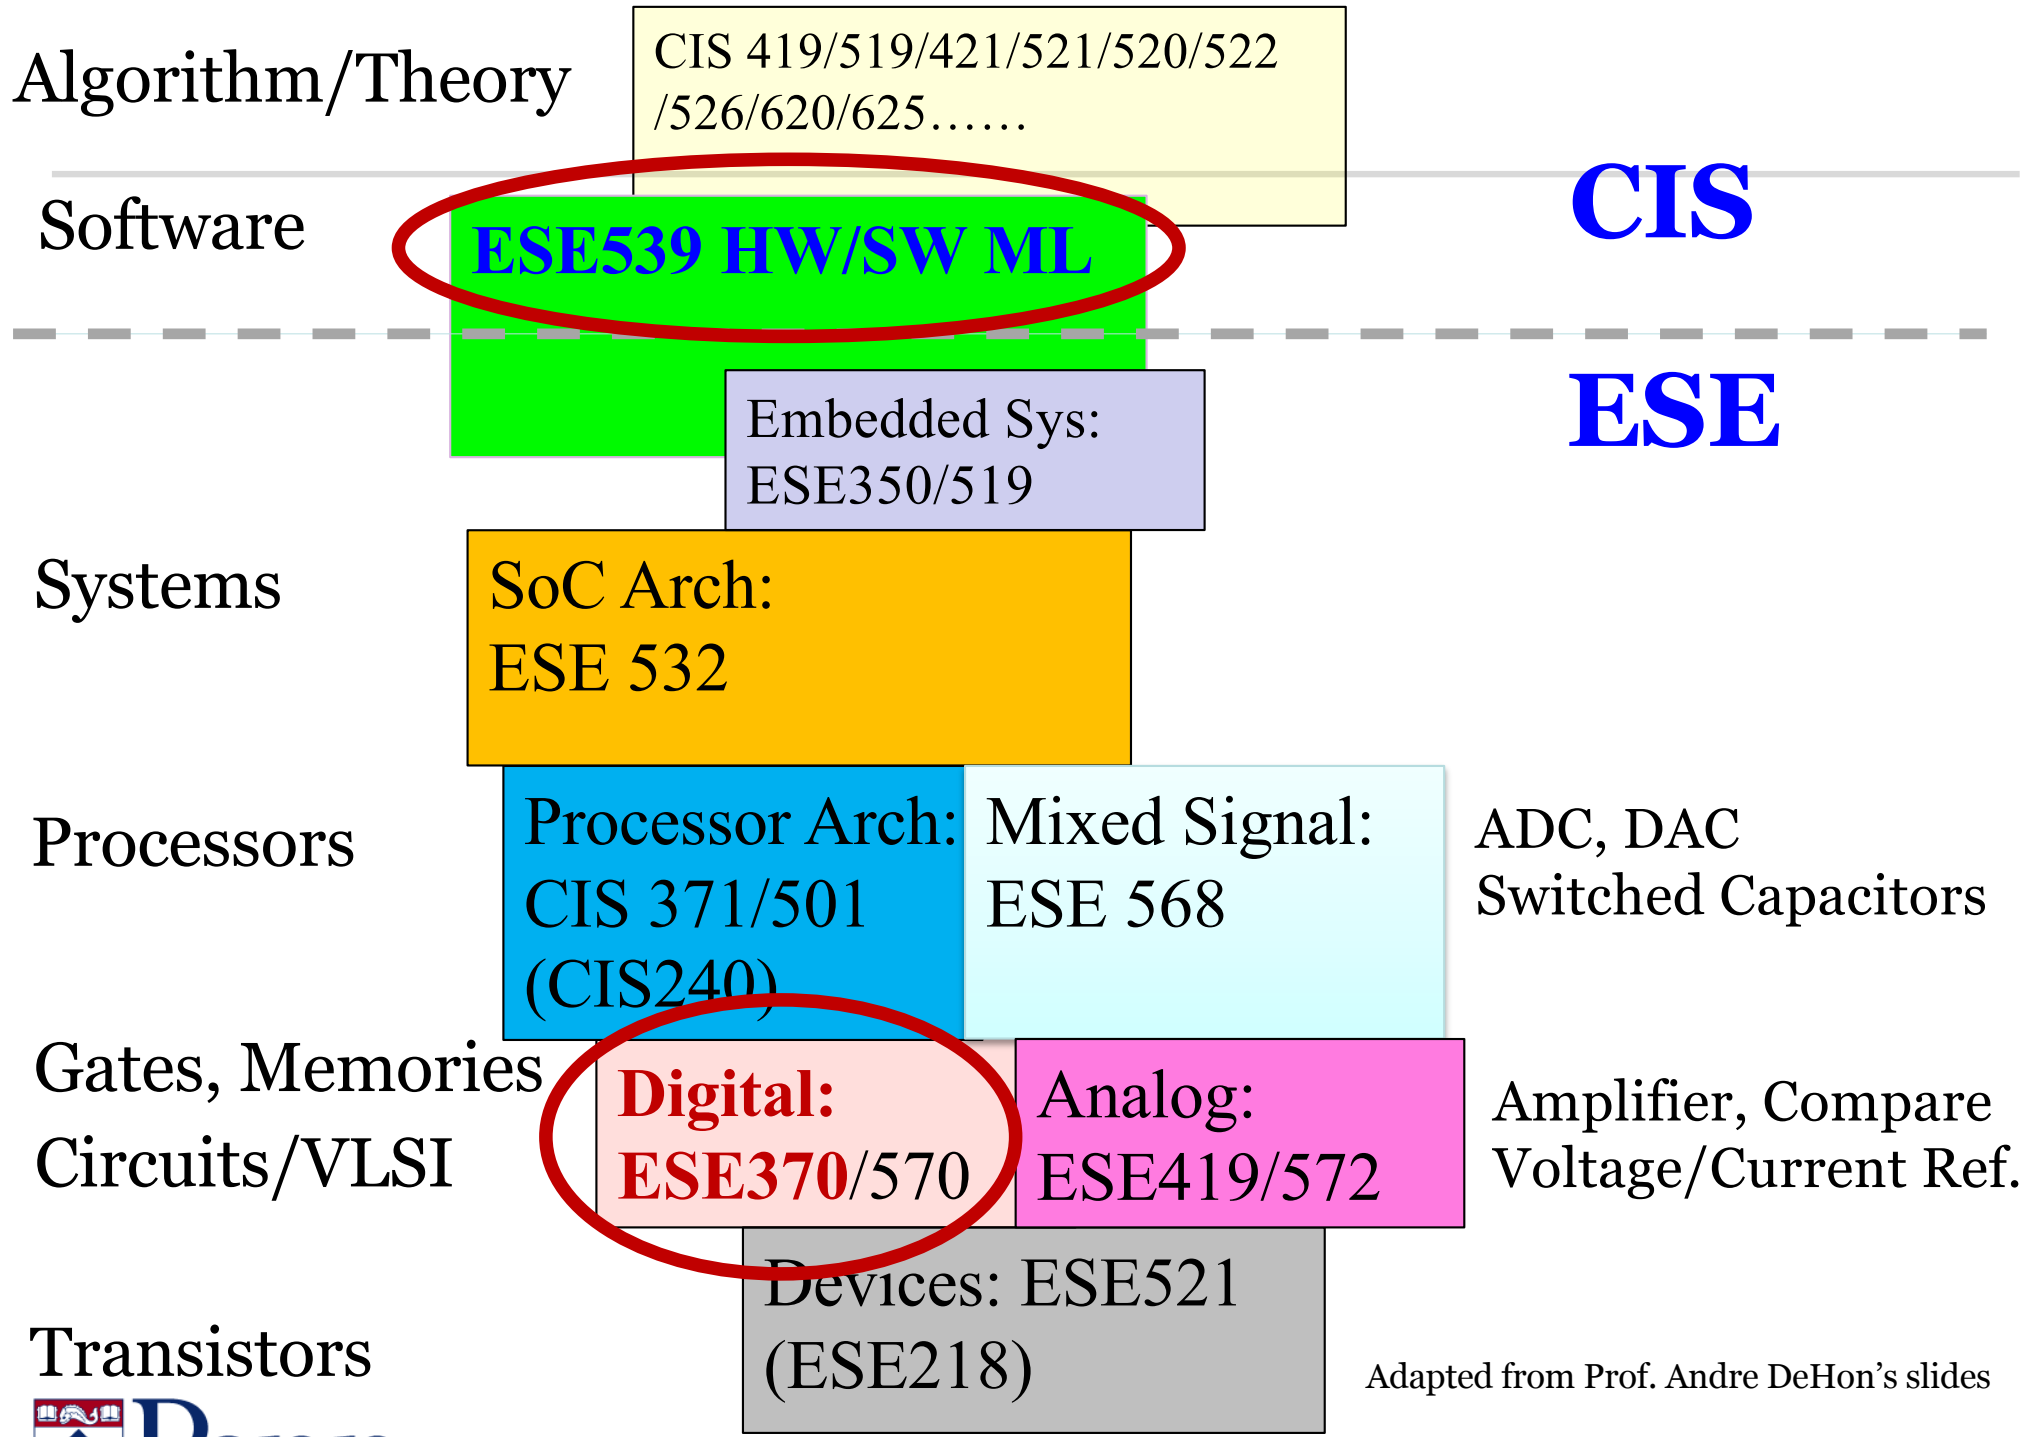 Algorithm/Theory
CIS 419/519/421/521/520/522
/526/620/625......
Software
ESE539 HW/SW ML
CIS
ESE
Embedded Sys:
ESE350/519
Systems
SoC Arch:
ESE 532
Processors
Processor Arch:
CIS 371/501
(CIS240)
Mixed Signal:
ESE 568
ADC, DAC
Switched Capacitors
Gates, Memories
Circuits/VLSI
Digital:
ESE370/570
Analog:
ESE419/572
Amplifier, Compare
Voltage/Current Ref.
Transistors
Devices: ESE521
(ESE218)
Adapted from Prof. Andre DeHon's slides